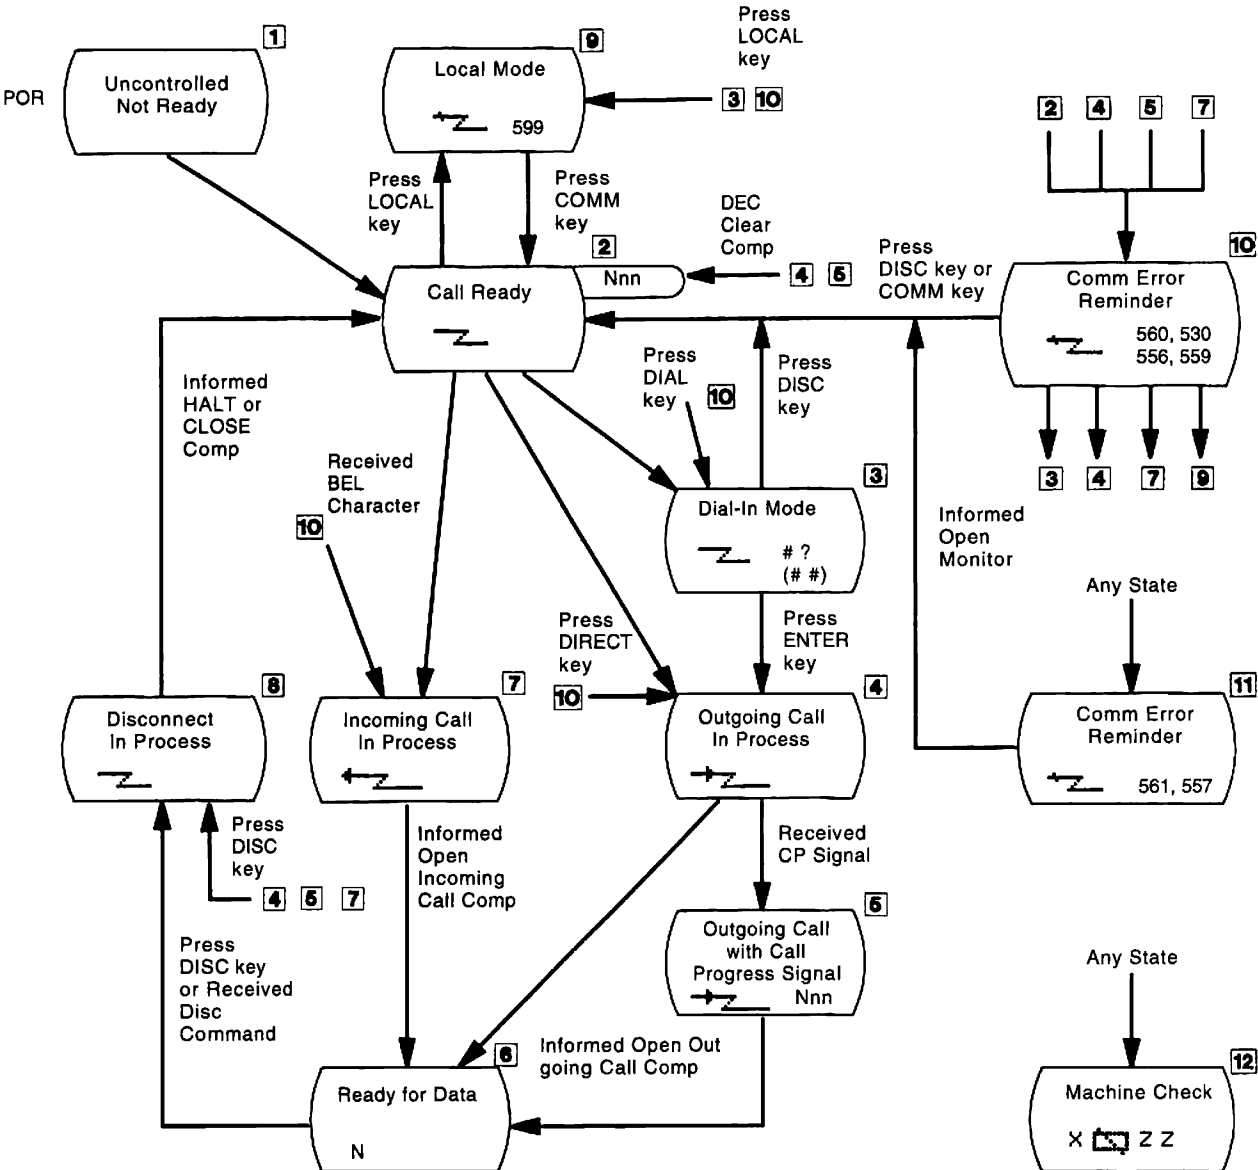 POR
1
Uncontrolled
Not Ready
9
Local Mode
599
Press
LOCAL
key
3 10
2 4 5 7
Press
LOCAL
key
Press
COMM
key
2
Nnn
DEC
Clear
Comp
4 5
Call Ready
Press
DISC key or
COMM key
10
Comm Error
Reminder
560, 530
556, 559
3 4 7 9
Informed
HALT or
CLOSE
Comp
Received
BEL
Character
10
Press
DIAL
key
10
Press
DISC
key
3
Dial-In Mode
# ?
(# #)
Informed
Open
Monitor
Any State
Press
DIRECT
key
10
Press
ENTER
key
8
Disconnect
In Process
7
Incoming Call
In Process
4
Outgoing Call
In Process
11
Comm Error
Reminder
561, 557
Press
DISC
key
4 5 7
Informed
Open
Incoming
Call Comp
Received
CP Signal
5
Outgoing Call
with Call
Progress Signal
Nnn
Press
DISC key
or Received
Disc
Command
Any State
6
Ready for Data
N
Informed Open Out
going Call Comp
12
Machine Check
X
Z Z